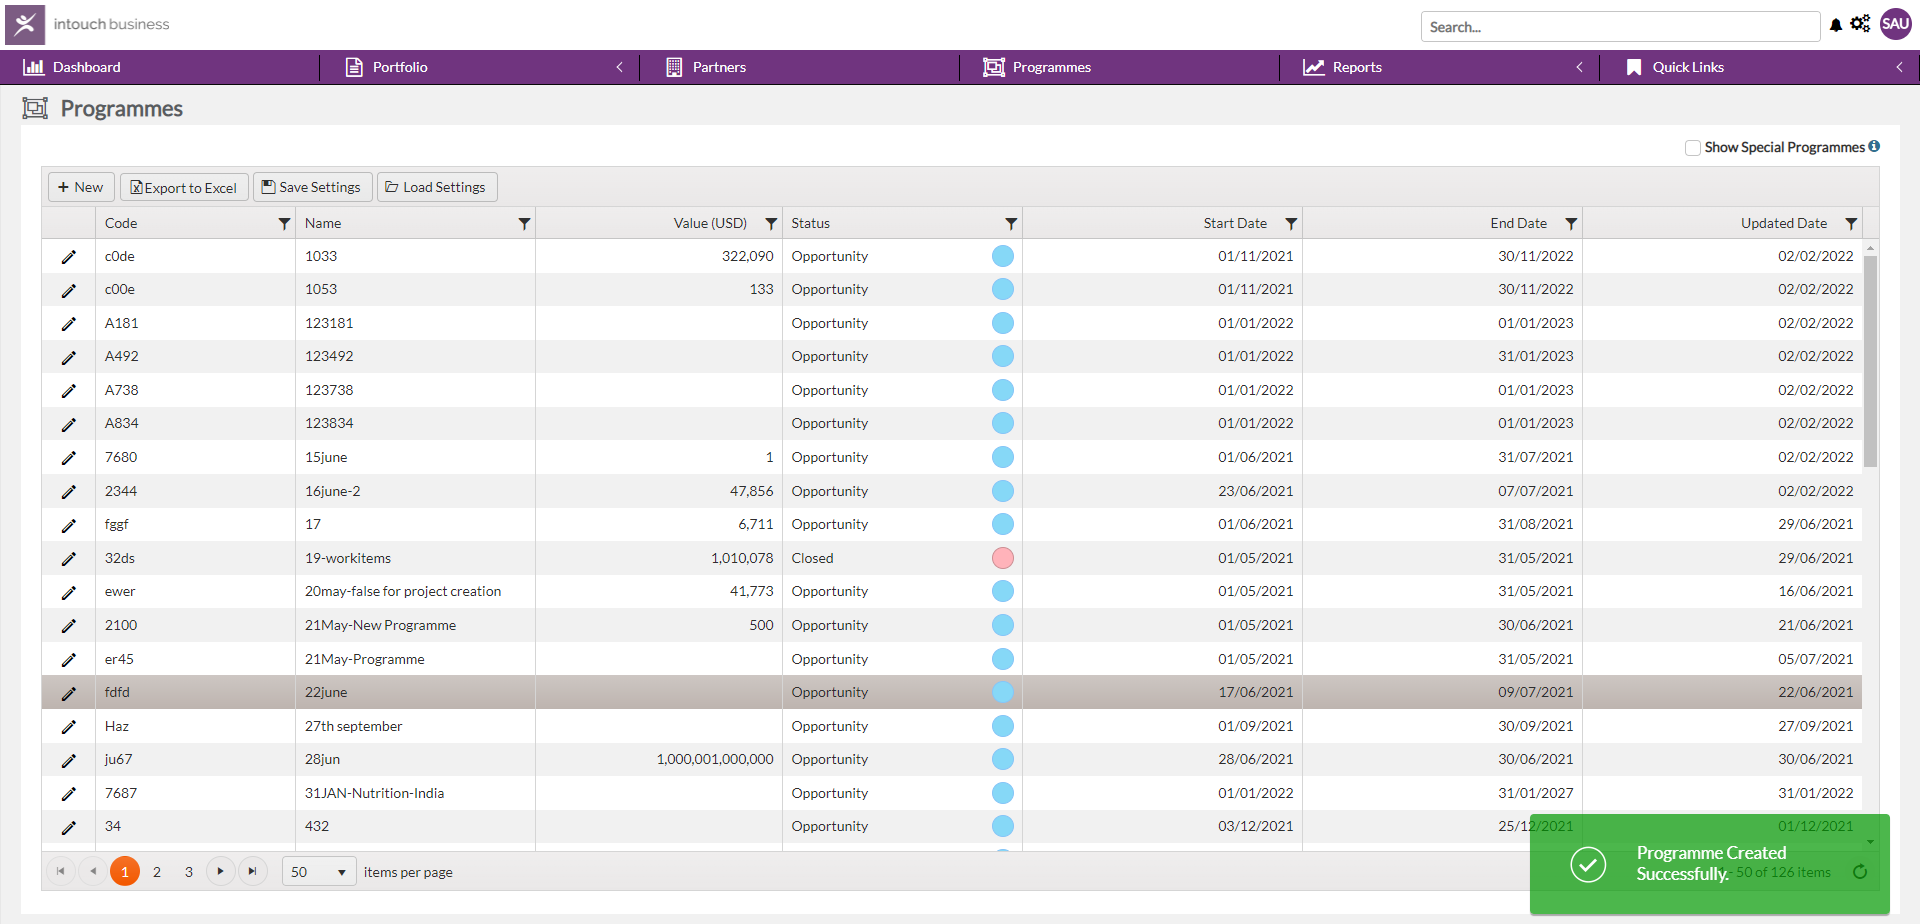 intouch business
Search...
SAU
Dashboard Portfolio Partners Programmes Reports Quick Links
Programmes
Show Special Programmes
+ New Export to Excel Save Settings Load Settings
Code Name Value (USD) Status Start Date End Date Updated Date
c0de 1033 322,090 Opportunity 01/11/2021 30/11/2022 02/02/2022
c00e 1053 133 Opportunity 01/11/2021 30/11/2022 02/02/2022
A181 123181 Opportunity 01/01/2022 01/01/2023 02/02/2022
A492 123492 Opportunity 01/01/2022 31/01/2023 02/02/2022
A738 123738 Opportunity 01/01/2022 01/01/2023 02/02/2022
A834 123834 Opportunity 01/01/2022 01/01/2023 02/02/2022
7680 15june 1 Opportunity 01/06/2021 31/07/2021 02/02/2022
2344 16june-2 47,856 Opportunity 23/06/2021 07/07/2021 02/02/2022
fggf 17 6,711 Opportunity 01/06/2021 31/08/2021 29/06/2021
32ds 19-workitems 1,010,078 Closed 01/05/2021 31/05/2021 29/06/2021
ewer 20may-false for project creation 41,773 Opportunity 01/05/2021 31/05/2021 16/06/2021
2100 21May-New Programme 500 Opportunity 01/05/2021 30/06/2021 21/06/2021
er45 21May-Programme Opportunity 01/05/2021 31/05/2021 05/07/2021
fdfd 22june Opportunity 17/06/2021 09/07/2021 22/06/2021
Haz 27th september Opportunity 01/09/2021 30/09/2021 27/09/2021
ju67 28jun 1,000,001,000,000 Opportunity 28/06/2021 30/06/2021 30/06/2021
7687 31JAN-Nutrition-India Opportunity 01/01/2022 31/01/2027 31/01/2022
34 432 Opportunity 03/12/2021 25/12/2021 01/12/2021
1 2 3 50 items per page
Programme Created
Successfully.
- 50 of 126 items